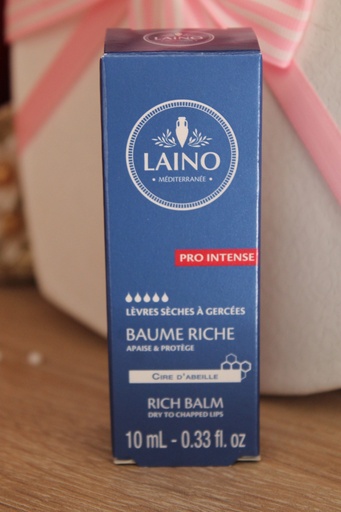 LAINO
LAINO
• MÉDITERRANÉE •
PRO INTENSE
LÈVRES SÈCHES À GERCÉES
BAUME RICHE
APAISE & PROTÈGE
CIRE D'ABEILLE
RICH BALM
DRY TO CHAPPED LIPS
10 mL - 0.33 fl. oz